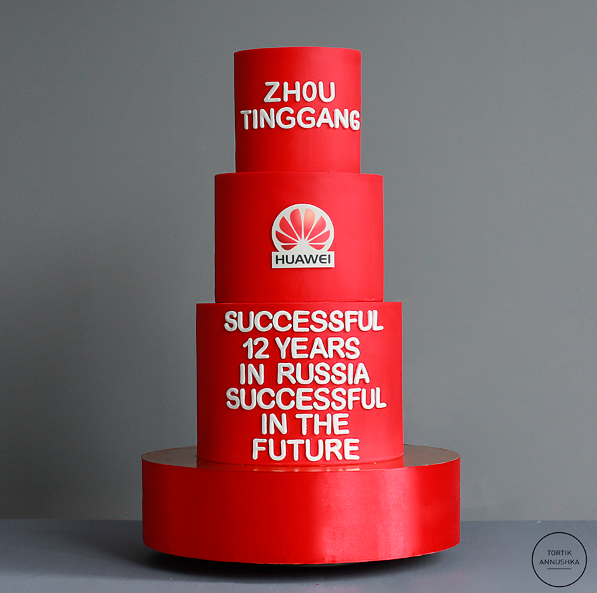 ZHOU
TINGGANG
HUAWEI
SUCCESSFUL
12 YEARS
IN RUSSIA
SUCCESSFUL
IN THE
FUTURE
TORTIK
ANNUSHKA